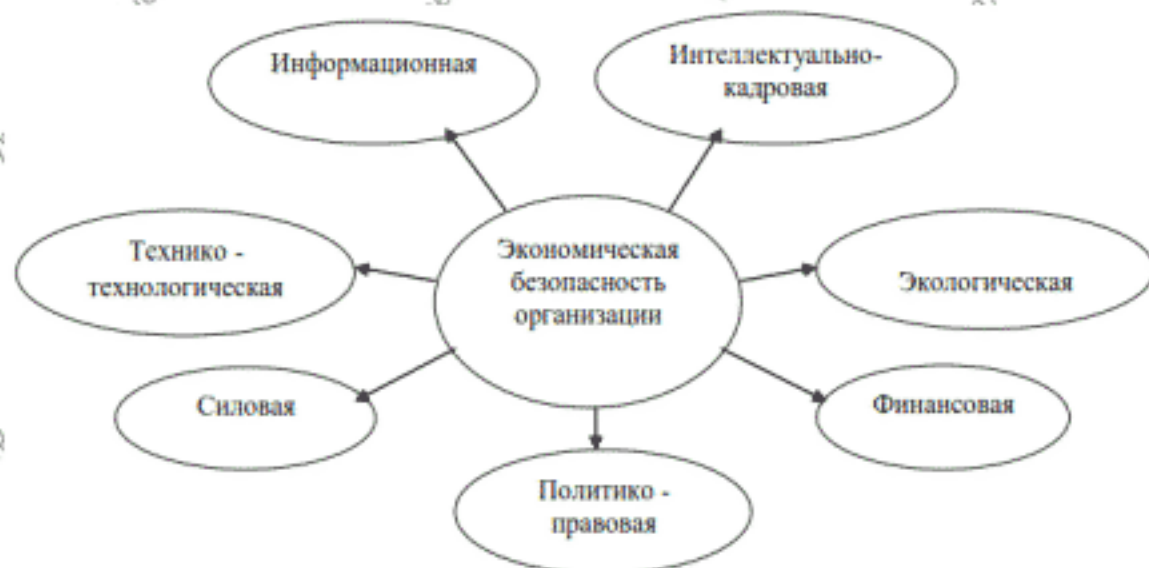 Информационная
Интеллектуально-
кадровая
Технико -
технологическая
Экономическая
безопасность
организации
Экологическая
Силовая
Финансовая
Политико -
правовая